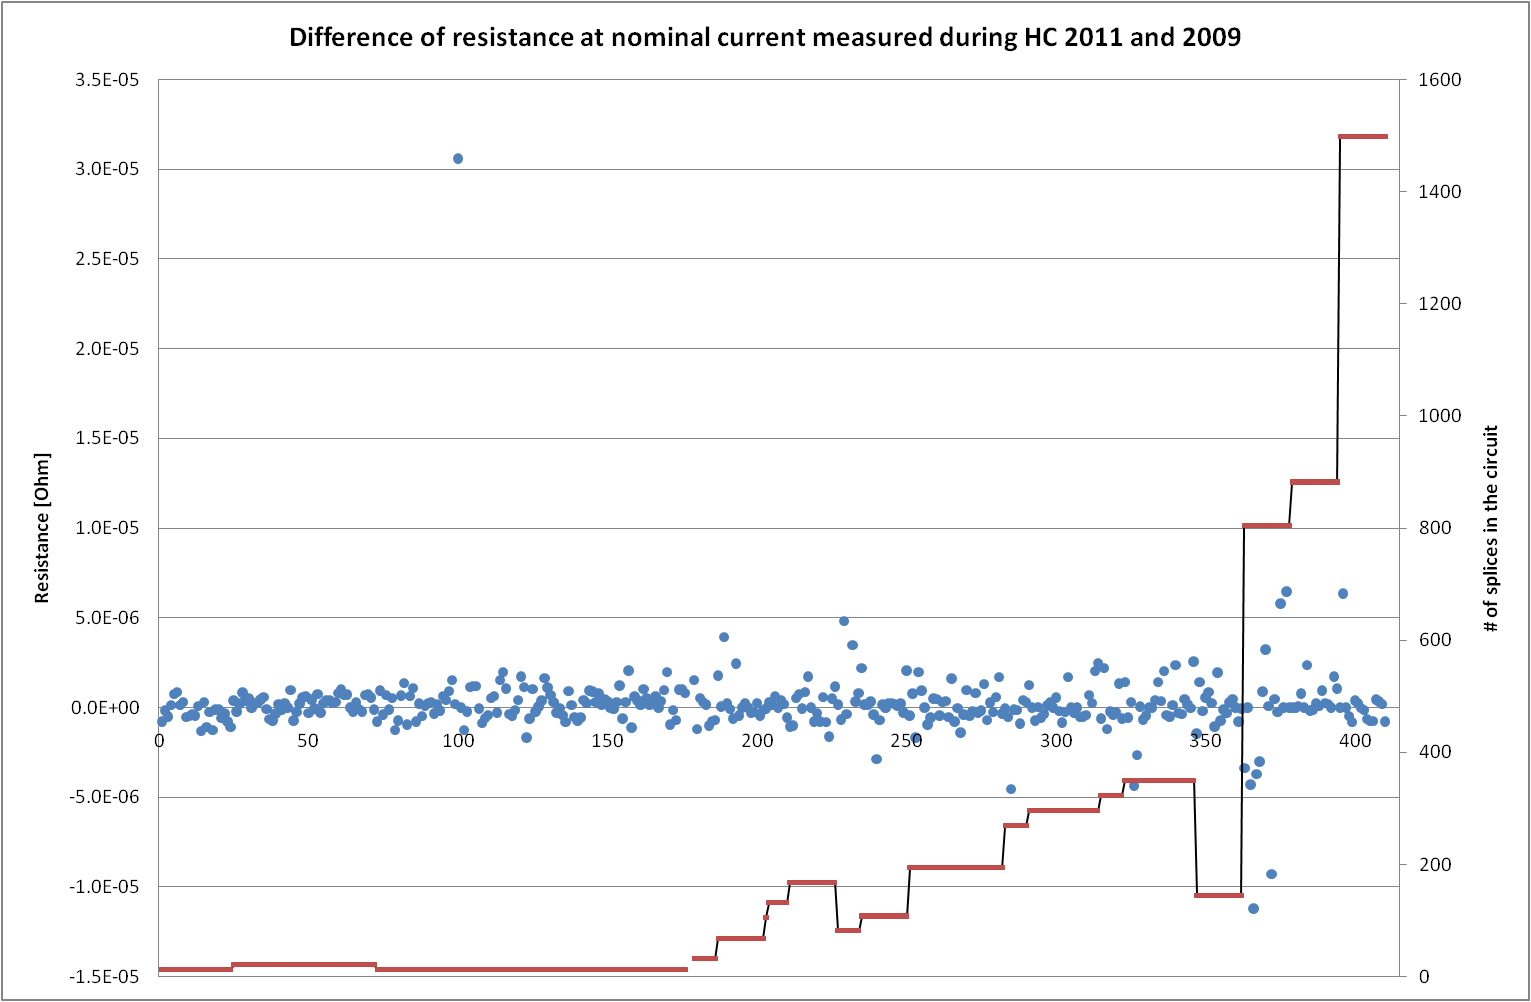 Difference of resistance at nominal current measured during HC 2011 and 2009
3.5E-05
3.0E-05
2.5E-05
2.0E-05
1.5E-05
1.0E-05
5.0E-06
0.0E+00
-5.0E-06
-1.0E-05
-1.5E-05
Resistance [Ohm]
0 50 100 150 200 250 300 350 400
1600
1400
1200
1000
800
600
400
200
0
# of splices in the circuit